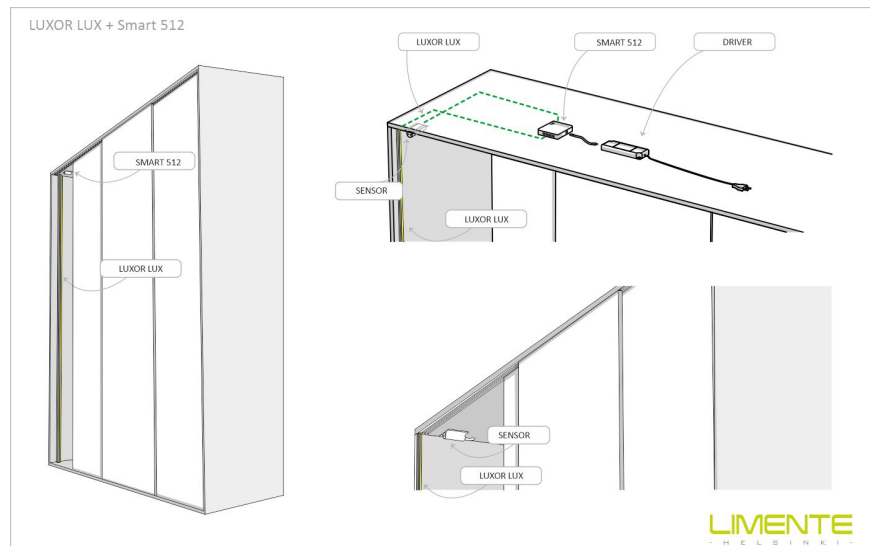 LUXOR LUX + Smart 512
SMART 512
LUXOR LUX
LUXOR LUX
SMART 512
DRIVER
SENSOR
LUXOR LUX
SENSOR
LUXOR LUX
LIMENTE
- HELSINKI -